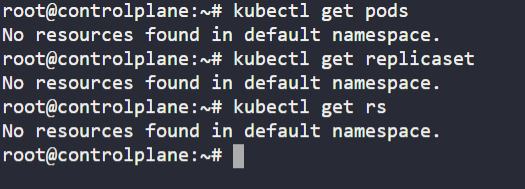 root@controlplane:~# kubectl get pods
No resources found in default namespace.
root@controlplane:~# kubectl get replicaset
No resources found in default namespace.
root@controlplane:~# kubectl get rs
No resources found in default namespace.
root@controlplane:~#